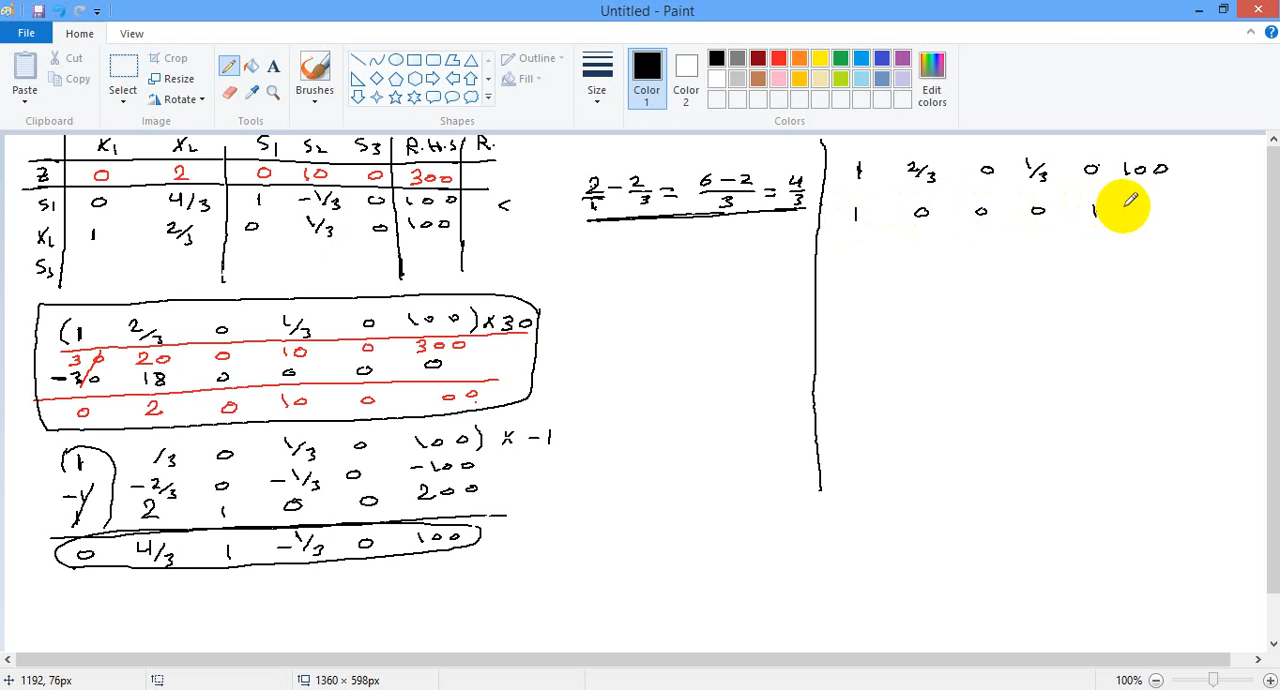 Untitled - Paint
File Home View
Paste Cut Copy Clipboard
Select Crop Resize Rotate Image
Tools
Brushes
Shapes Outline Fill
Size
Color 1 Color 2 Edit colors Colors
X1 X2 S1 S2 S3 R.H.S R.
Z 0 2 0 10 0 300
S1 0 4/3 1 -1/3 0 100 <
X1 1 2/3 0 1/3 0 100
S3
(1 2/3 0 1/3 0 100) x 30
30 20 0 10 0 300
-30 18 0 0 0 0
0 2 0 10 0 00
(1 /3 0 1/3 0 100) x -1
-1 -2/3 0 -1/3 0 -100
1 2 1 0 0 200
0 4/3 1 -1/3 0 100
2/1 - 2/3 = 6-2/3 = 4/3
1 2/3 0 1/3 0 100
1 0 0 0 1
1192, 76px 1360 × 598px 100%